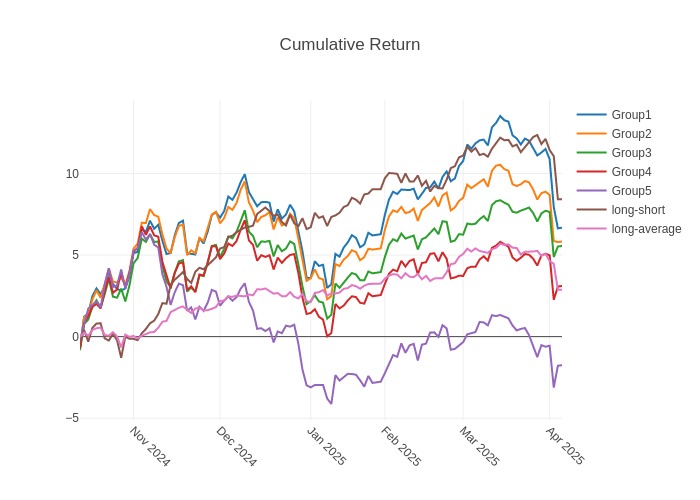 Cumulative Return
10
5
0
−5
Nov 2024
Dec 2024
Jan 2025
Feb 2025
Mar 2025
Apr 2025
Group1
Group2
Group3
Group4
Group5
long-short
long-average